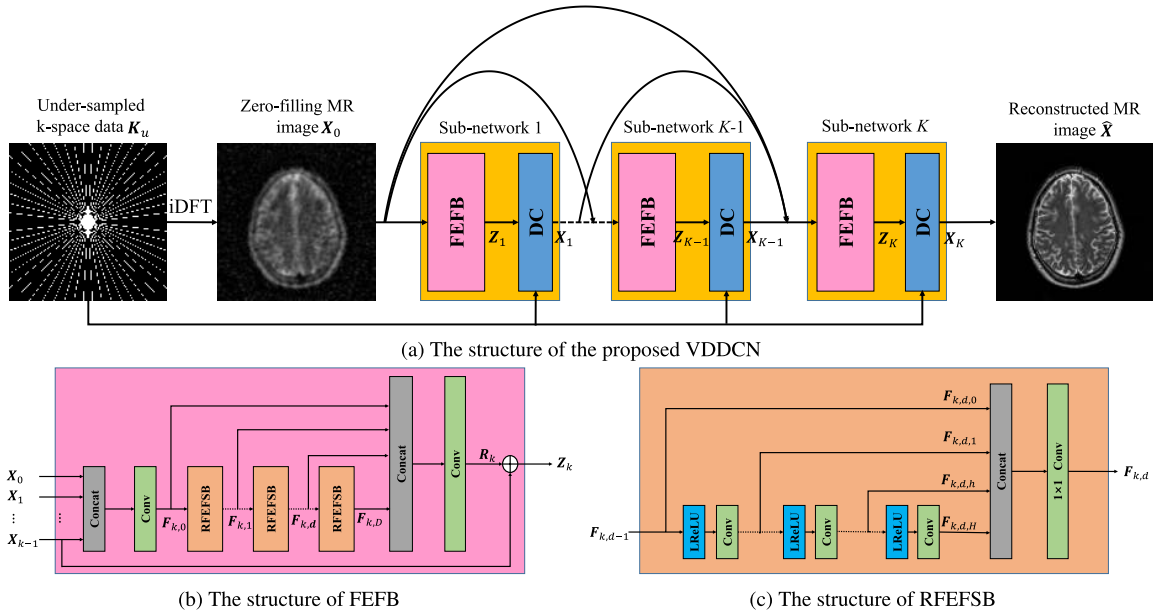 Under-sampled
k-space data K_u
Zero-filling MR
image X_0
Sub-network 1
Sub-network K-1
Sub-network K
Reconstructed MR
image X̂
iDFT
FEFB
Z_1
DC
X_1
FEFB
Z_{K-1}
DC
X_{K-1}
FEFB
Z_K
DC
X_K
(a) The structure of the proposed VDDCN
X_0
X_1
⋮
X_{k-1}
⋮
Concat
Conv
F_{k,0}
RFEFSB
F_{k,1}
RFEFSB
F_{k,d}
RFEFSB
F_{k,D}
Concat
Conv
R_k
Z_k
(b) The structure of FEFB
F_{k,d-1}
LReLU
Conv
LReLU
Conv
LReLU
Conv
F_{k,d,0}
F_{k,d,1}
F_{k,d,h}
F_{k,d,H}
Concat
1×1 Conv
F_{k,d}
(c) The structure of RFEFSB